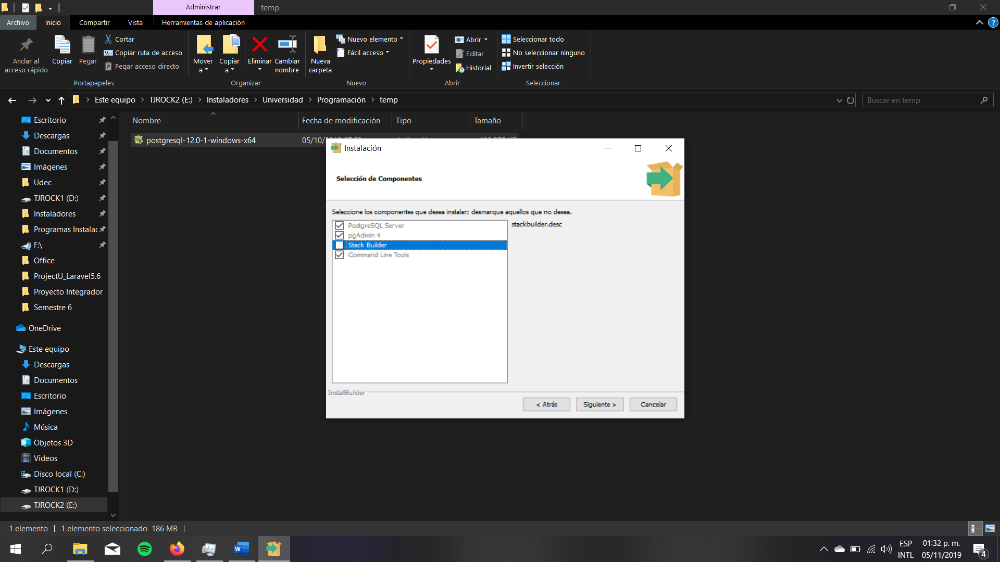 Administrar
temp
Archivo
Inicio
Compartir
Vista
Herramientas de aplicación
Anclar al
acceso rápido
Copiar
Pegar
Cortar
Copiar ruta de acceso
Pegar acceso directo
Portapapeles
Mover
a
Copiar
a
Eliminar
Cambiar
nombre
Organizar
Nueva
carpeta
Nuevo elemento
Fácil acceso
Nuevo
Propiedades
Abrir
Editar
Historial
Abrir
Seleccionar todo
No seleccionar ninguno
Invertir selección
Seleccionar
Este equipo > TJROCK2 (E:) > Instaladores > Universidad > Programación > temp
Buscar en temp
Escritorio
Descargas
Documentos
Imágenes
Udec
TJROCK1 (D:)
Instaladores
Programas Instalac
F:\
Office
ProjectU_Laravel5.6
Proyecto Integrador
Semestre 6
OneDrive
Este equipo
Descargas
Documentos
Escritorio
Imágenes
Música
Objetos 3D
Videos
Disco local (C:)
TJROCK1 (D:)
TJROCK2 (E:)
Nombre
Fecha de modificación
Tipo
Tamaño
postgresql-12.0-1-windows-x64
05/10/
Instalación
Selección de Componentes
Seleccione los componentes que desea instalar; desmarque aquellos que no desea.
PostgreSQL Server
pgAdmin 4
Stack Builder
Command Line Tools
stackbuilder.desc
InstallBuilder
< Atrás
Siguiente >
Cancelar
1 elemento
1 elemento seleccionado 186 MB
ESP
INTL
01:32 p. m.
05/11/2019
4